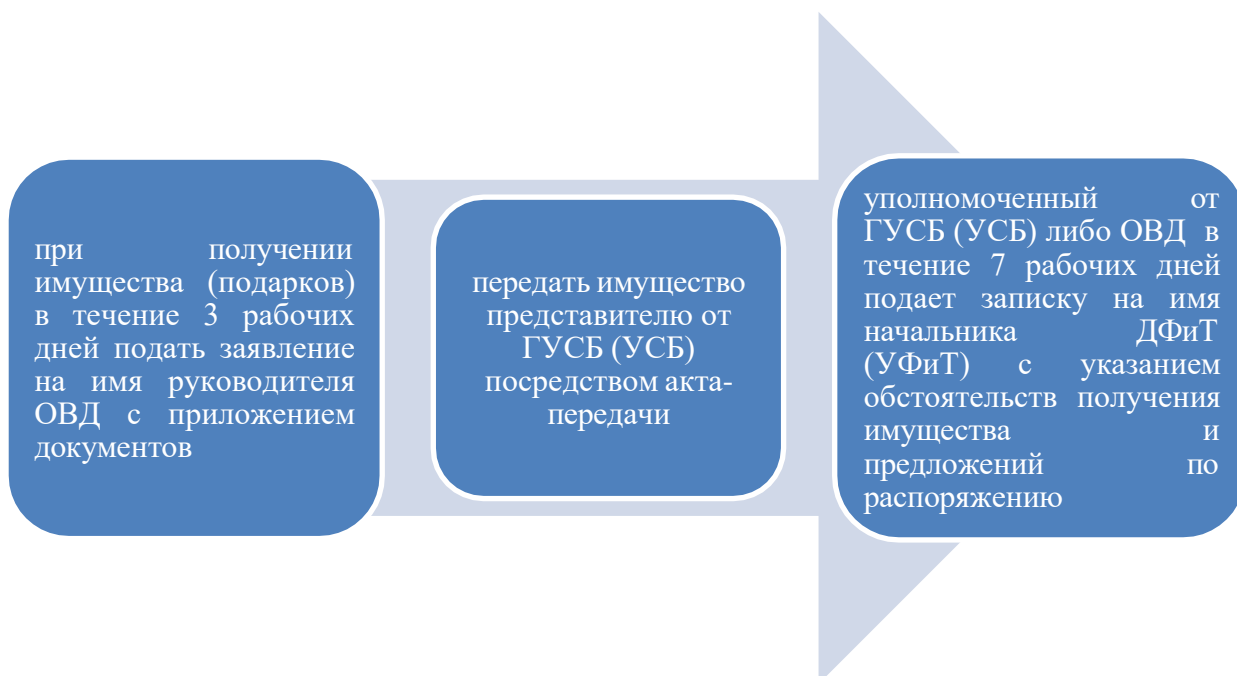 при получении
имущества (подарков)
в течение 3 рабочих
дней подать заявление
на имя руководителя
ОВД с приложением
документов
передать имущество
представителю от
ГУСБ (УСБ)
посредством акта-
передачи
уполномоченный от
ГУСБ (УСБ) либо ОВД в
течение 7 рабочих дней
подает записку на имя
начальника ДФиТ
(УФиТ) с указанием
обстоятельств получения
имущества и
предложений по
распоряжению